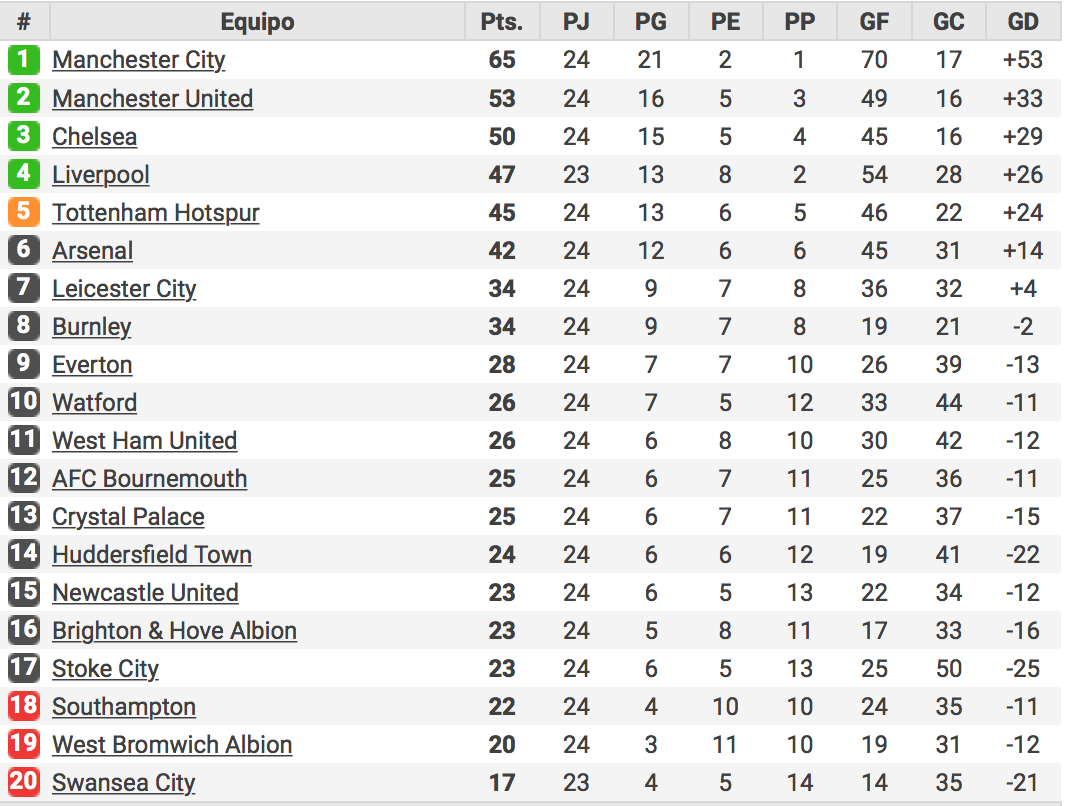 # Equipo Pts. PJ PG PE PP GF GC GD
1 Manchester City 65 24 21 2 1 70 17 +53
2 Manchester United 53 24 16 5 3 49 16 +33
3 Chelsea 50 24 15 5 4 45 16 +29
4 Liverpool 47 23 13 8 2 54 28 +26
5 Tottenham Hotspur 45 24 13 6 5 46 22 +24
6 Arsenal 42 24 12 6 6 45 31 +14
7 Leicester City 34 24 9 7 8 36 32 +4
8 Burnley 34 24 9 7 8 19 21 -2
9 Everton 28 24 7 7 10 26 39 -13
10 Watford 26 24 7 5 12 33 44 -11
11 West Ham United 26 24 6 8 10 30 42 -12
12 AFC Bournemouth 25 24 6 7 11 25 36 -11
13 Crystal Palace 25 24 6 7 11 22 37 -15
14 Huddersfield Town 24 24 6 6 12 19 41 -22
15 Newcastle United 23 24 6 5 13 22 34 -12
16 Brighton & Hove Albion 23 24 5 8 11 17 33 -16
17 Stoke City 23 24 6 5 13 25 50 -25
18 Southampton 22 24 4 10 10 24 35 -11
19 West Bromwich Albion 20 24 3 11 10 19 31 -12
20 Swansea City 17 23 4 5 14 14 35 -21